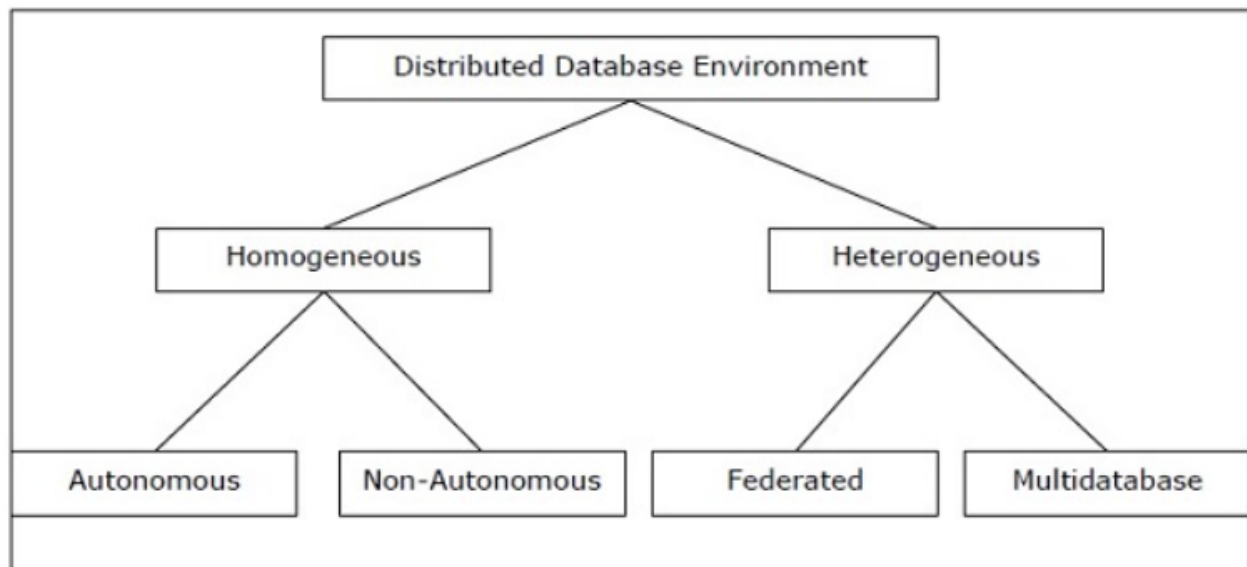 Distributed Database Environment
Homogeneous
Heterogeneous
Autonomous
Non-Autonomous
Federated
Multidatabase